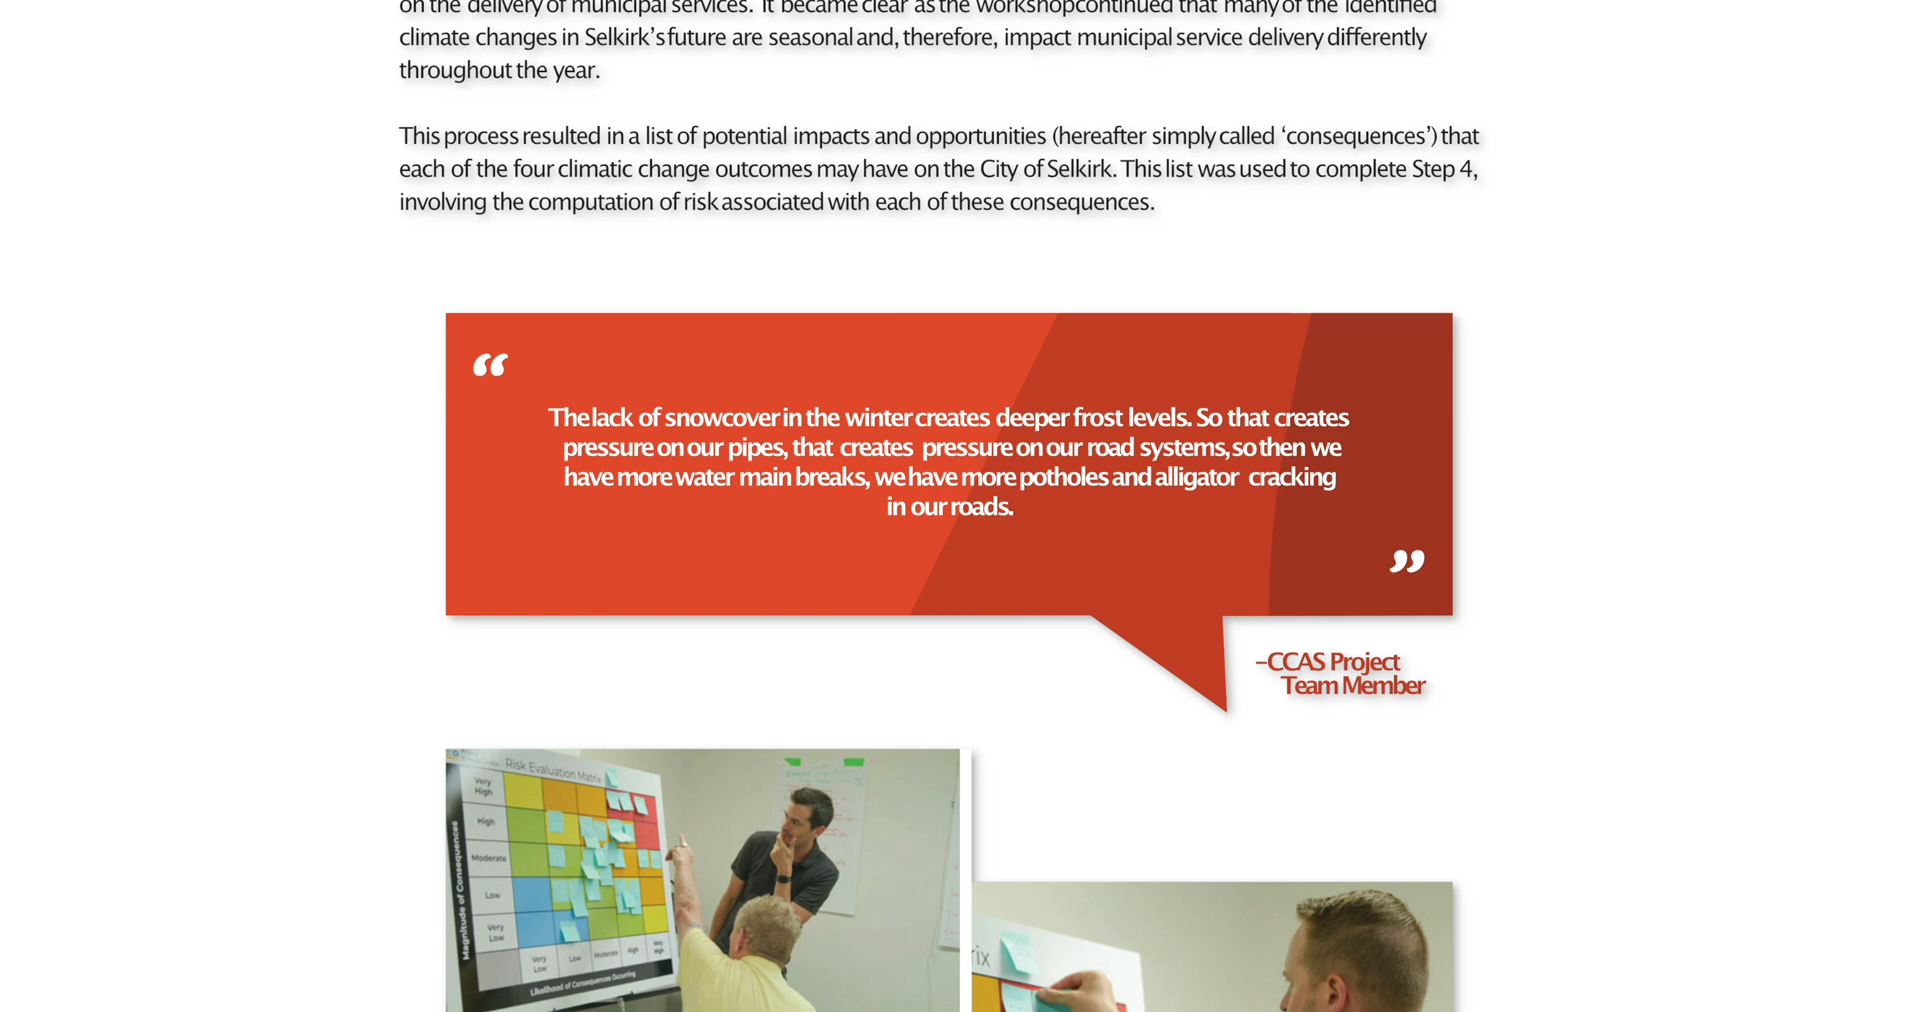 on the delivery of municipal services. It became clear as the workshop continued that many of the identified
climate changes in Selkirk’s future are seasonal and, therefore, impact municipal service delivery differently
throughout the year.
This process resulted in a list of potential impacts and opportunities (hereafter simply called ‘consequences’) that
each of the four climatic change outcomes may have on the City of Selkirk. This list was used to complete Step 4,
involving the computation of risk associated with each of these consequences.
“
The lack of snowcover in the winter creates deeper frost levels. So that creates
pressure on our pipes, that creates pressure on our road systems, so then we
have more water main breaks, we have more potholes and alligator cracking
in our roads.
”
–CCAS Project
Team Member
Risk Evaluation Matrix
Very
High
High
Moderate
Low
Very
Low
Magnitude of Consequences
Very
Low
Low
Moderate
High
Very
High
Likelihood of Consequences Occurring
rix